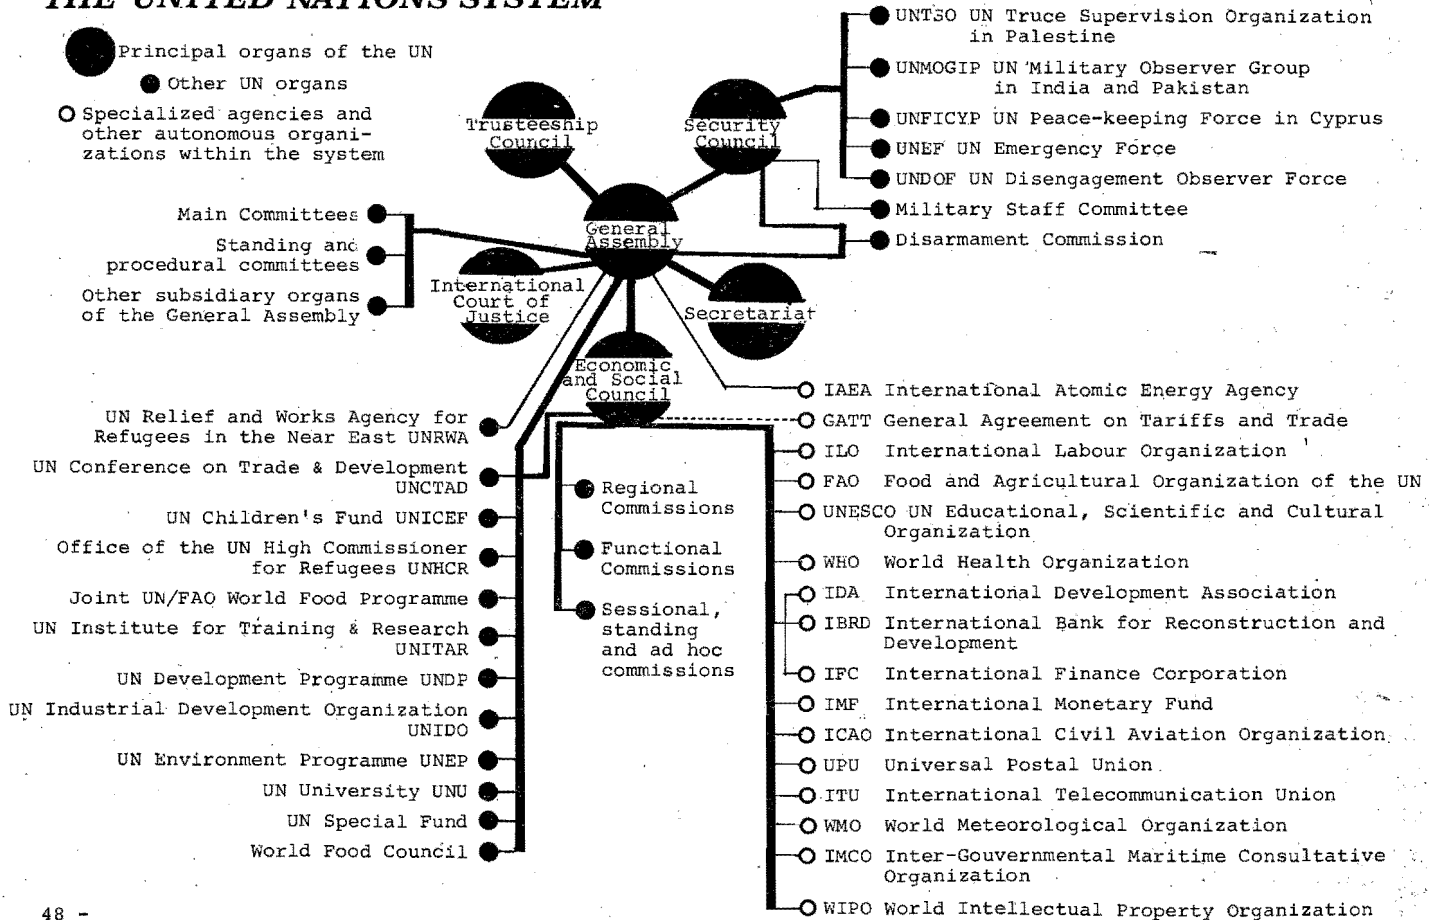 THE UNITED NATIONS SYSTEM
Principal organs of the UN
Other UN organs
Specialized agencies and
other autonomous organi-
zations within the system
Trusteeship
Council
Security
Council
General
Assembly
International
Court of
Justice
Secretariat
Economic
and Social
Council
UNTSO UN Truce Supervision Organization
in Palestine
UNMOGIP UN Military Observer Group
in India and Pakistan
UNFICYP UN Peace-keeping Force in Cyprus
UNEF UN Emergency Force
UNDOF UN Disengagement Observer Force
Military Staff Committee
Disarmament Commission
Main Committees
Standing and
procedural committees
Other subsidiary organs
of the General Assembly
UN Relief and Works Agency for
Refugees in the Near East UNRWA
UN Conference on Trade & Development
UNCTAD
UN Children's Fund UNICEF
Office of the UN High Commissioner
for Refugees UNHCR
Joint UN/FAO World Food Programme
UN Institute for Training & Research
UNITAR
UN Development Programme UNDP
UN Industrial Development Organization
UNIDO
UN Environment Programme UNEP
UN University UNU
UN Special Fund
World Food Council
Regional
Commissions
Functional
Commissions
Sessional,
standing
and ad hoc
commissions
IAEA International Atomic Energy Agency
GATT General Agreement on Tariffs and Trade
ILO International Labour Organization
FAO Food and Agricultural Organization of the UN
UNESCO UN Educational, Scientific and Cultural
Organization
WHO World Health Organization
IDA International Development Association
IBRD International Bank for Reconstruction and
Development
IFC International Finance Corporation
IMF International Monetary Fund
ICAO International Civil Aviation Organization
UPU Universal Postal Union
ITU International Telecommunication Union
WMO World Meteorological Organization
IMCO Inter-Gouvernmental Maritime Consultative
Organization
WIPO World Intellectual Property Organization
48 -